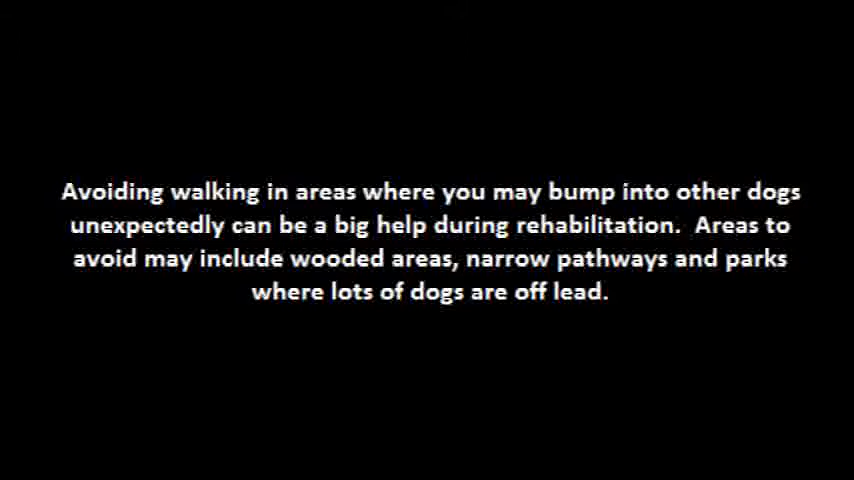 Avoiding walking in areas where you may bump into other dogs
unexpectedly can be a big help during rehabilitation.  Areas to
avoid may include wooded areas, narrow pathways and parks
where lots of dogs are off lead.